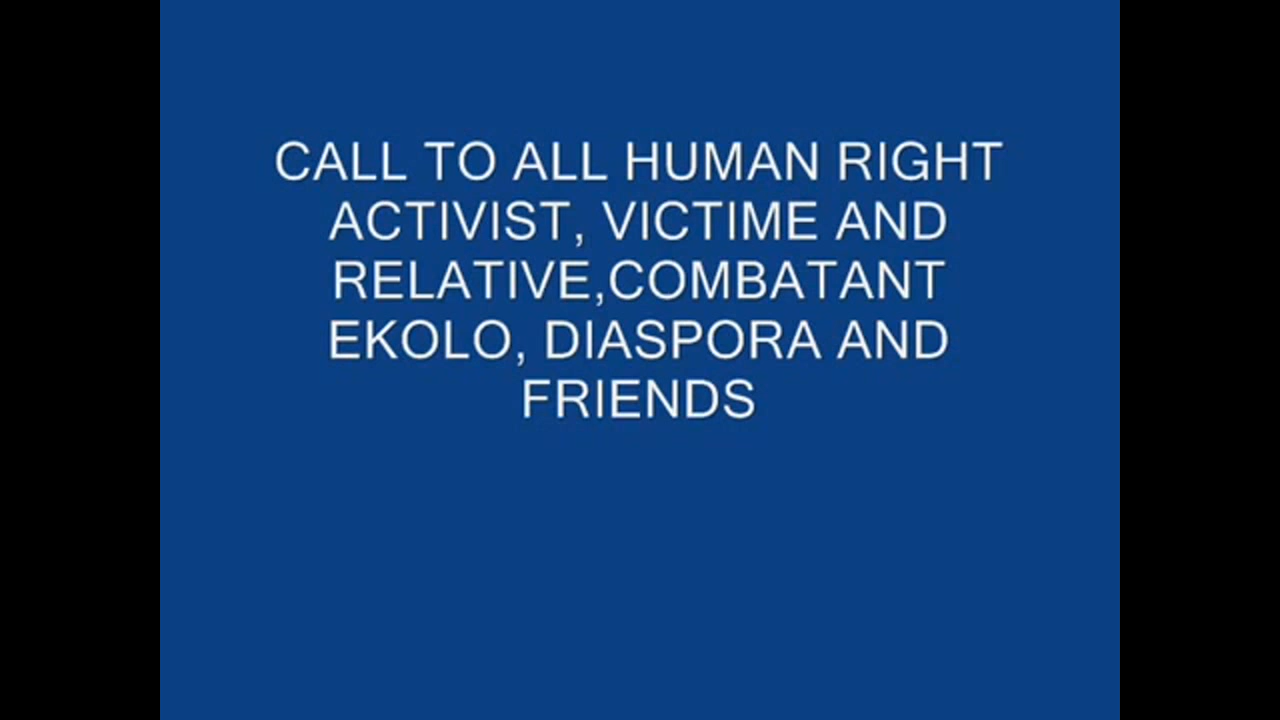 CALL TO ALL HUMAN RIGHT
ACTIVIST, VICTIME AND
RELATIVE,COMBATANT
EKOLO, DIASPORA AND
FRIENDS